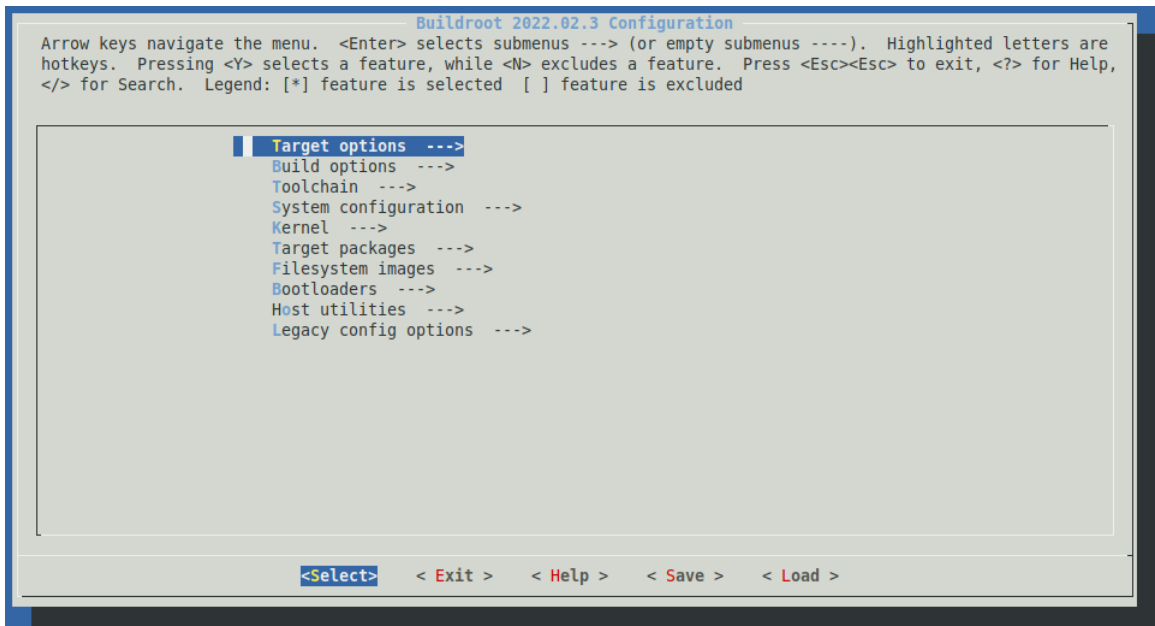 Buildroot 2022.02.3 Configuration
Arrow keys navigate the menu.  <Enter> selects submenus ---> (or empty submenus ----).  Highlighted letters are
hotkeys.  Pressing <Y> selects a feature, while <N> excludes a feature.  Press <Esc><Esc> to exit, <?> for Help,
</> for Search.  Legend: [*] feature is selected  [ ] feature is excluded
Target options  --->
Build options  --->
Toolchain  --->
System configuration  --->
Kernel  --->
Target packages  --->
Filesystem images  --->
Bootloaders  --->
Host utilities  --->
Legacy config options  --->
<Select>    < Exit >    < Help >    < Save >    < Load >